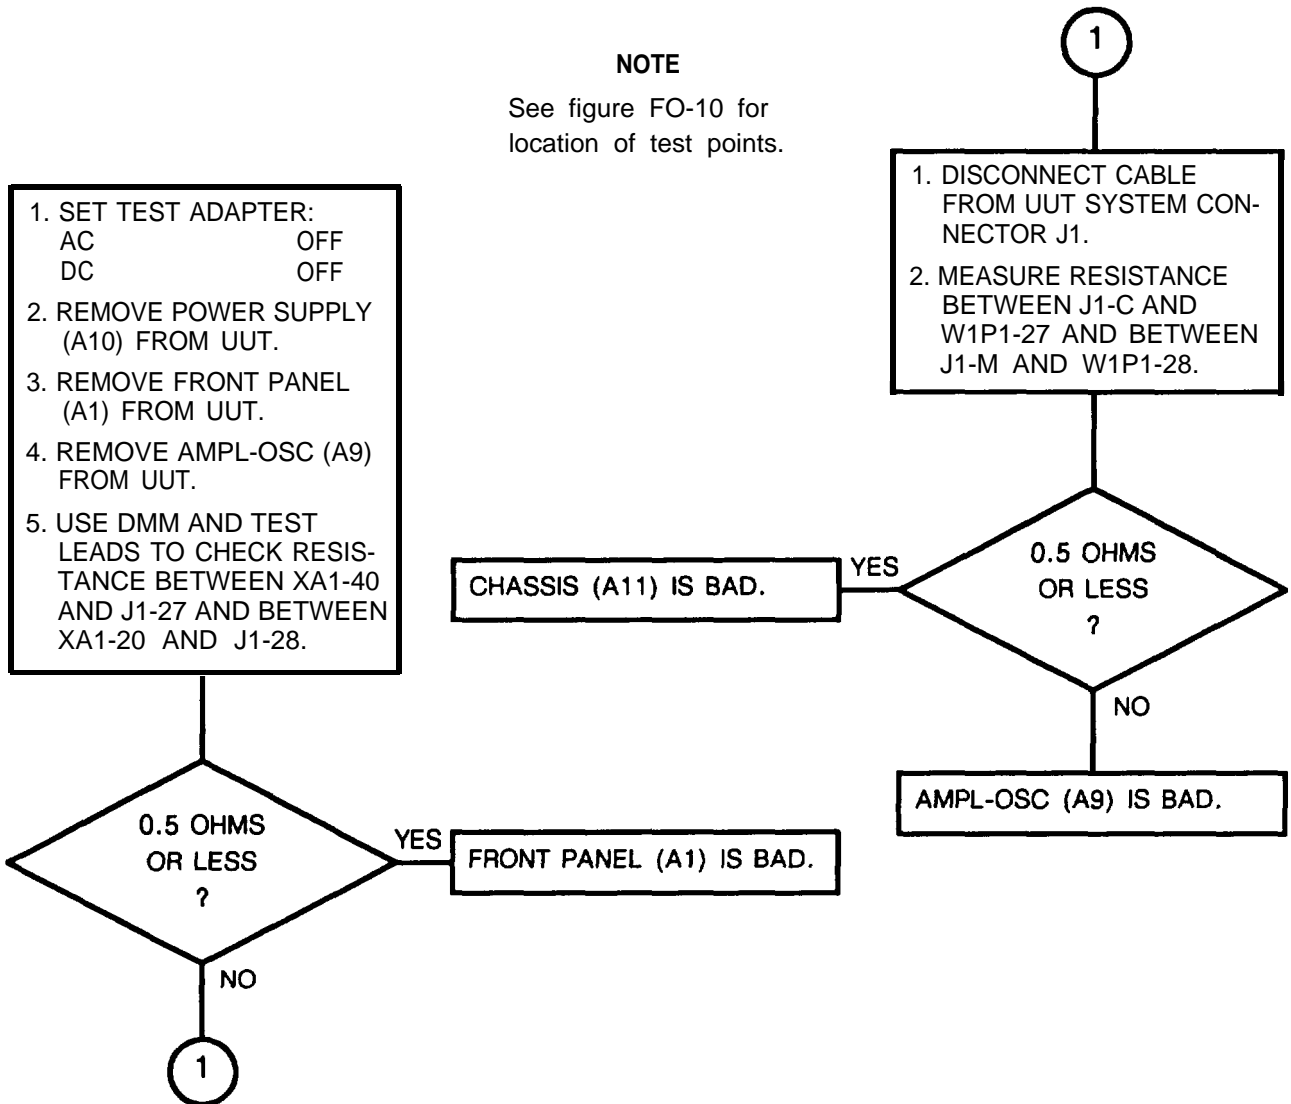 NOTE
See figure FO-10 for
location of test points.
1. SET TEST ADAPTER:
AC OFF
DC OFF
2. REMOVE POWER SUPPLY
(A10) FROM UUT.
3. REMOVE FRONT PANEL
(A1) FROM UUT.
4. REMOVE AMPL-OSC (A9)
FROM UUT.
5. USE DMM AND TEST
LEADS TO CHECK RESIS-
TANCE BETWEEN XA1-40
AND J1-27 AND BETWEEN
XA1-20 AND J1-28.
0.5 OHMS
OR LESS
?
YES
FRONT PANEL (A1) IS BAD.
NO
1
1
1. DISCONNECT CABLE
FROM UUT SYSTEM CON-
NECTOR J1.
2. MEASURE RESISTANCE
BETWEEN J1-C AND
W1P1-27 AND BETWEEN
J1-M AND W1P1-28.
0.5 OHMS
OR LESS
?
YES
CHASSIS (A11) IS BAD.
NO
AMPL-OSC (A9) IS BAD.